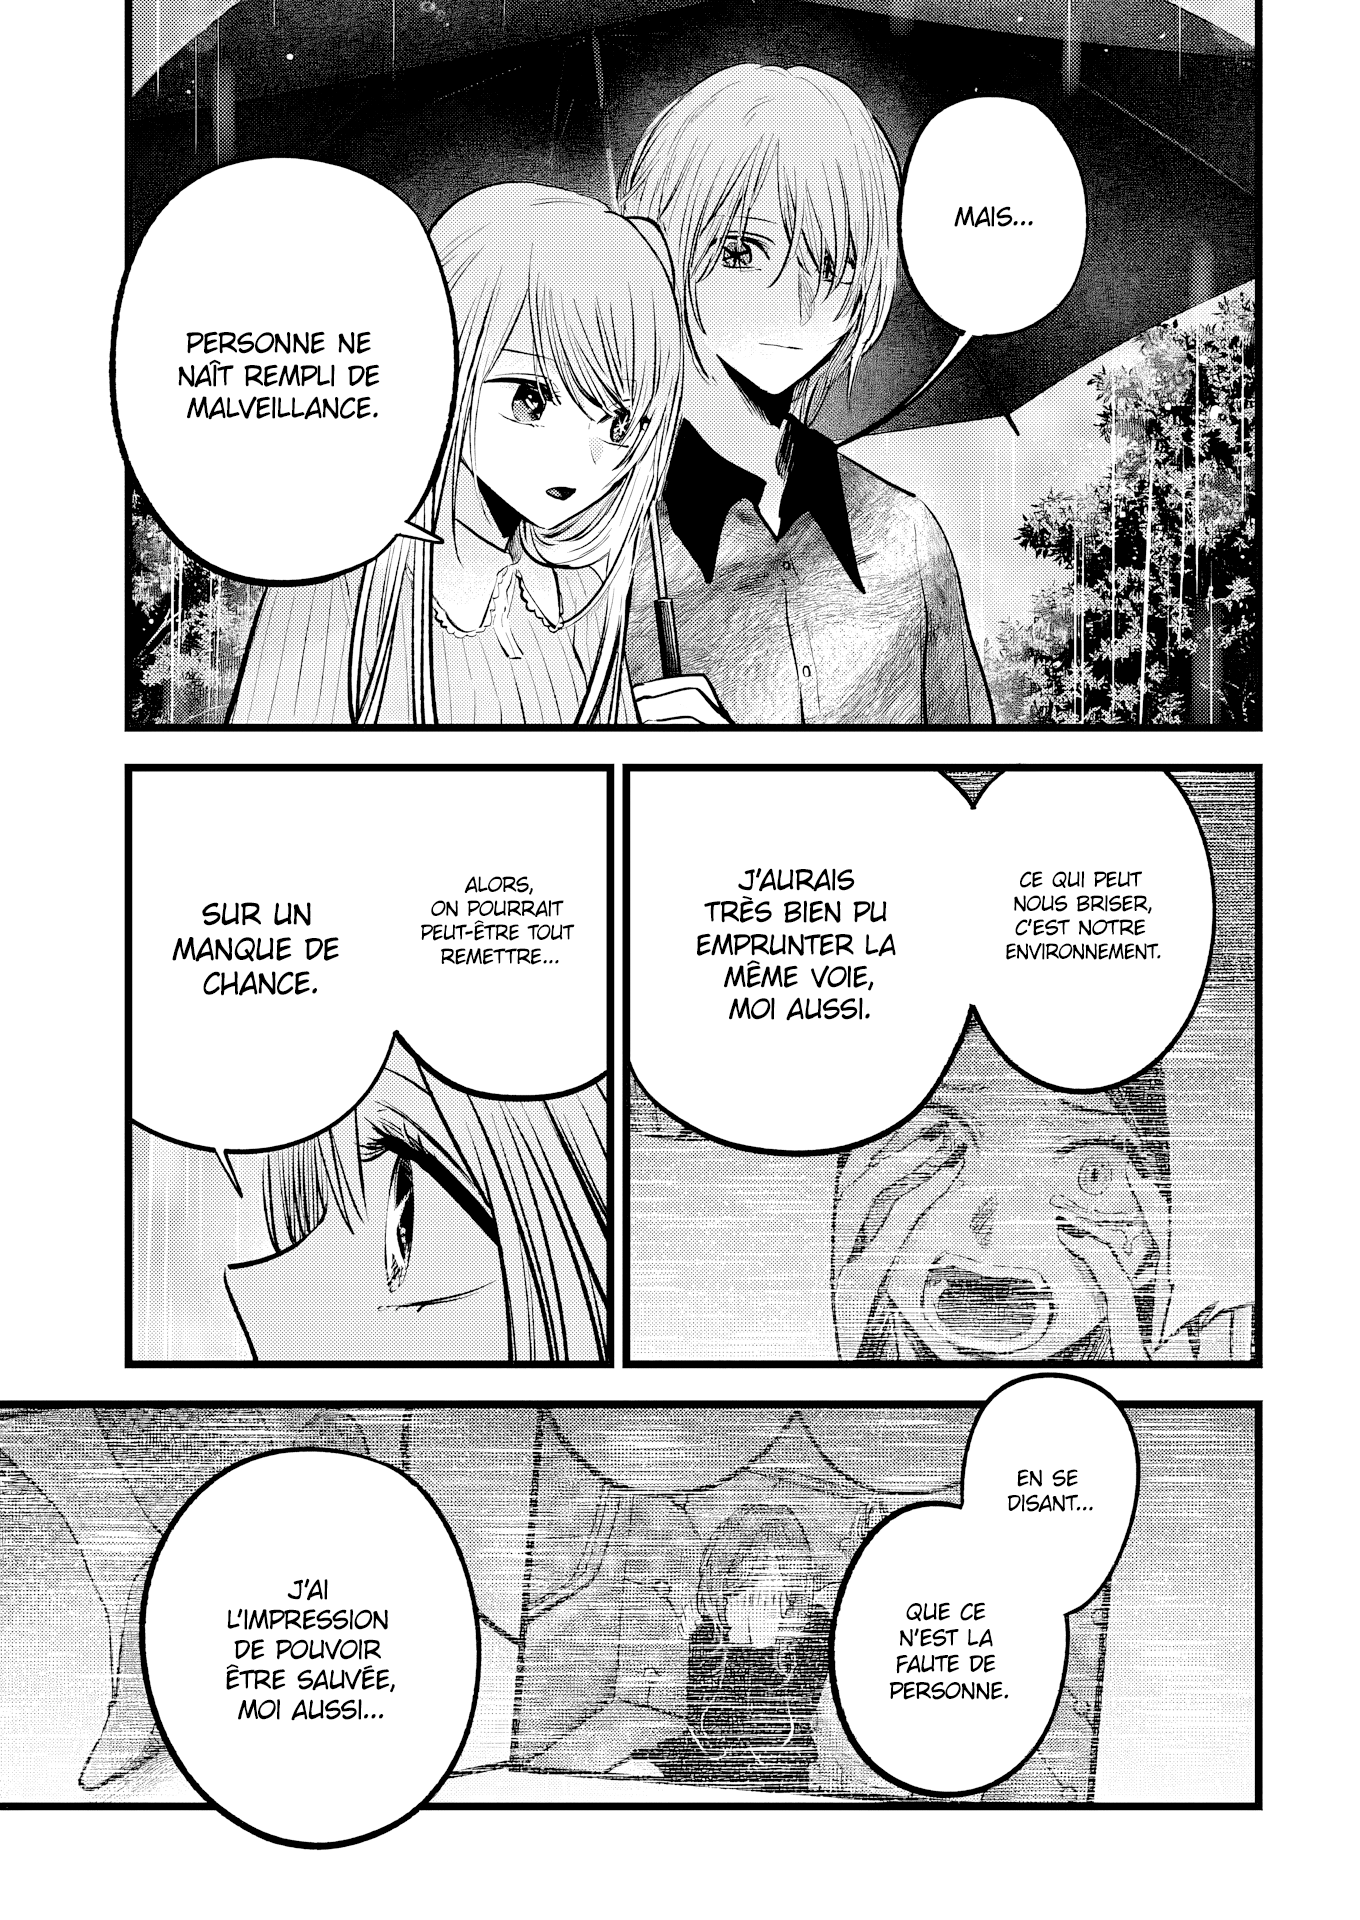 MAIS...
PERSONNE NE
NAÎT REMPLI DE
MALVEILLANCE.
CE QUI PEUT
NOUS BRISER,
C'EST NOTRE
ENVIRONNEMENT.
J'AURAIS
TRÈS BIEN PU
EMPRUNTER LA
MÊME VOIE,
MOI AUSSI.
ALORS,
ON POURRAIT
PEUT-ÊTRE TOUT
REMETTRE...
SUR UN
MANQUE DE
CHANCE.
EN SE
DISANT...
QUE CE
N'EST LA
FAUTE DE
PERSONNE.
J'AI
L'IMPRESSION
DE POUVOIR
ÊTRE SAUVÉE,
MOI AUSSI...